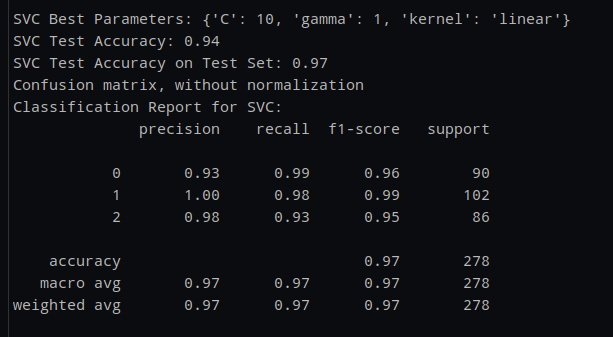 SVC Best Parameters: {'C': 10, 'gamma': 1, 'kernel': 'linear'}
SVC Test Accuracy: 0.94
SVC Test Accuracy on Test Set: 0.97
Confusion matrix, without normalization
Classification Report for SVC:
precision recall f1-score support
0 0.93 0.99 0.96 90
1 1.00 0.98 0.99 102
2 0.98 0.93 0.95 86
accuracy 0.97 278
macro avg 0.97 0.97 0.97 278
weighted avg 0.97 0.97 0.97 278